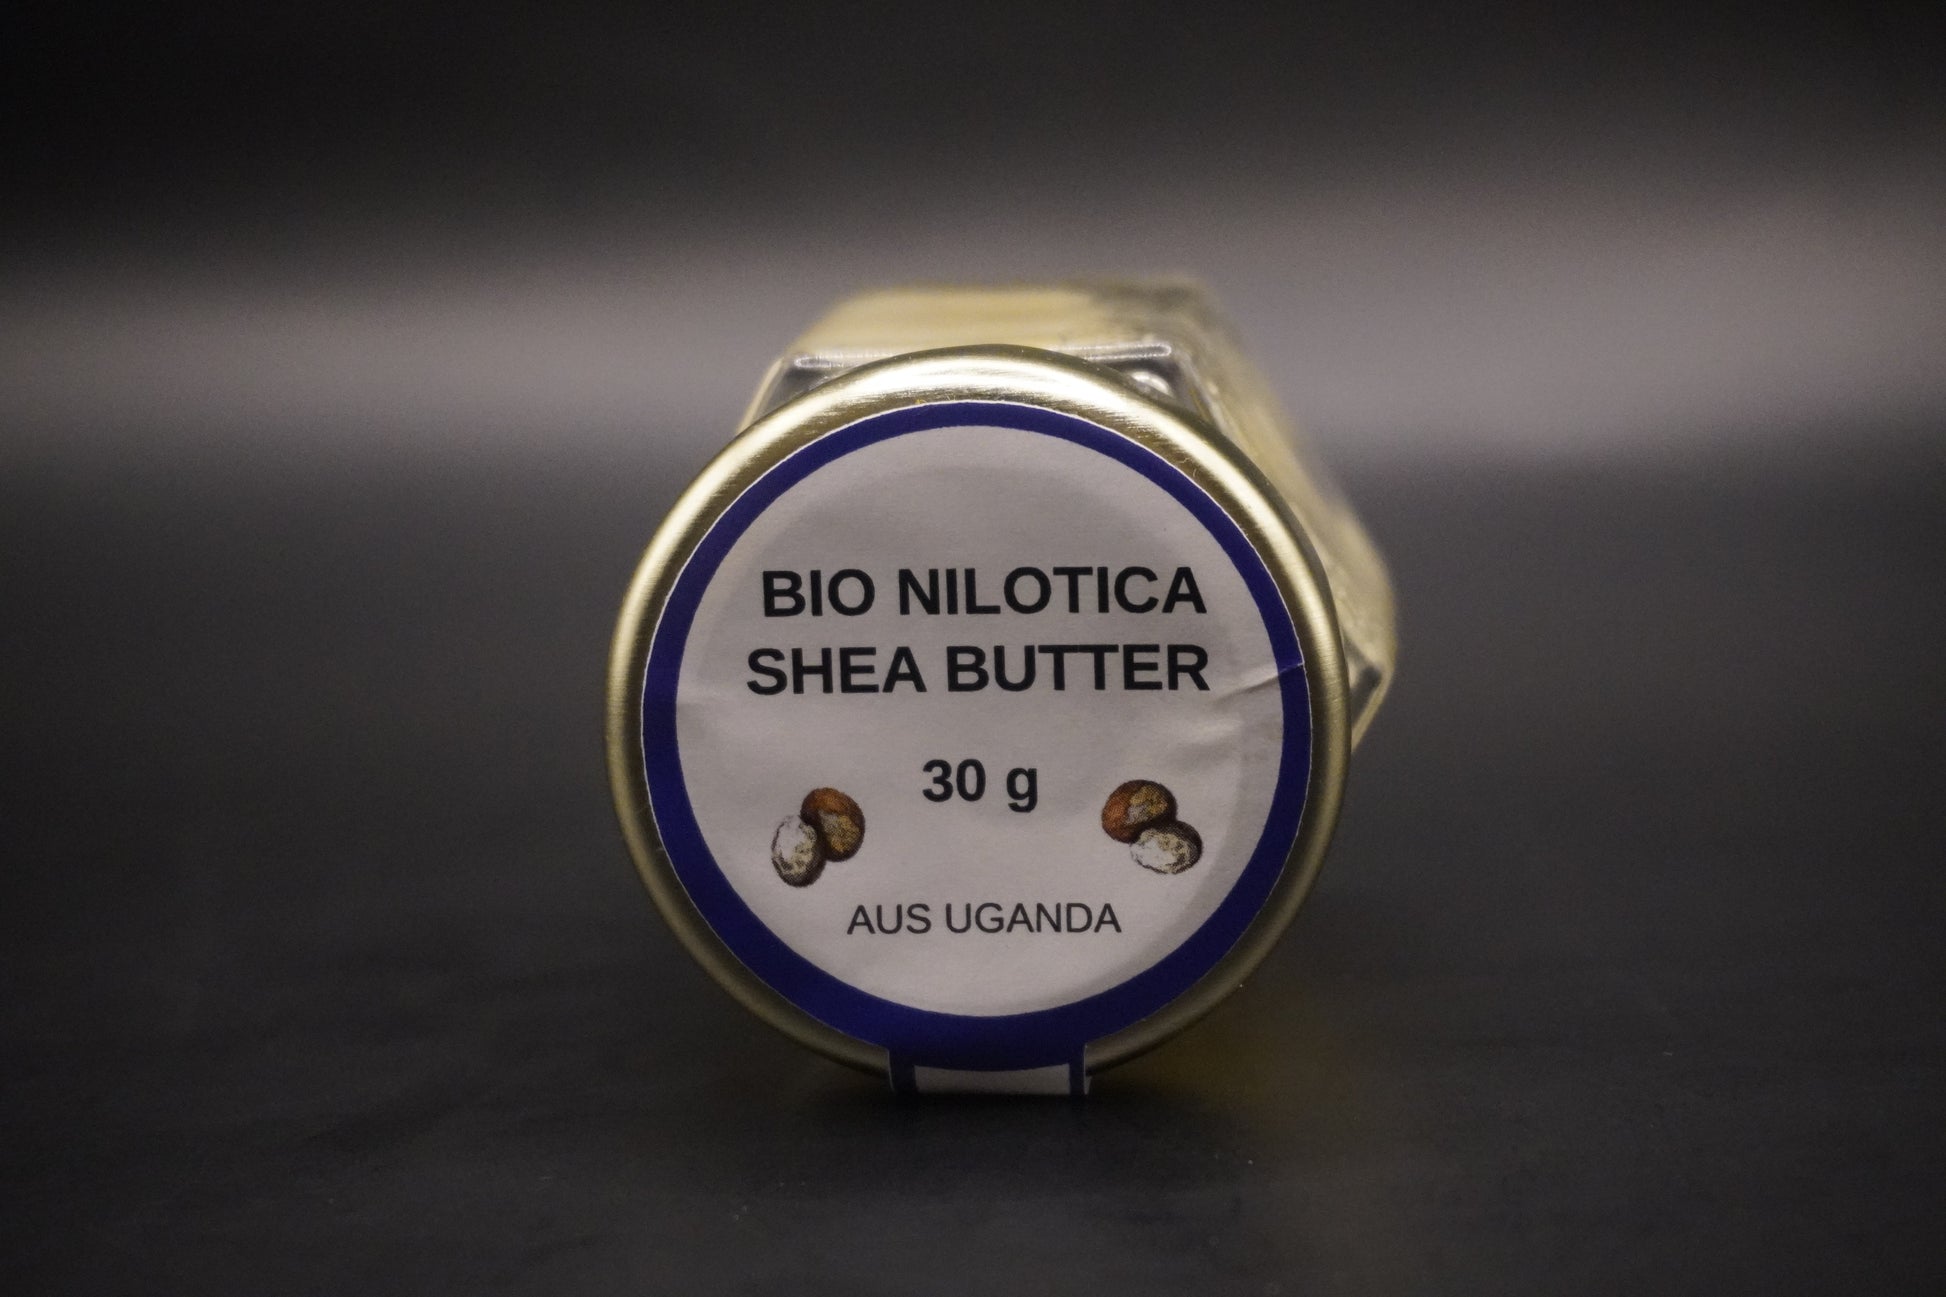 BIO NILOTICA
SHEA BUTTER
30 g
AUS UGANDA